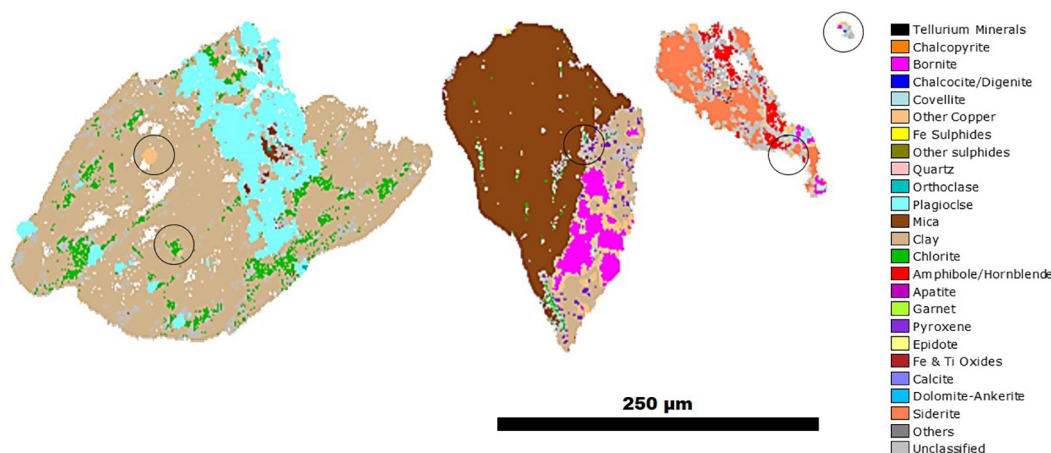 Tellurium Minerals
Chalcopyrite
Bornite
Chalcocite/Digenite
Covellite
Other Copper
Fe Sulphides
Other sulphides
Quartz
Orthoclase
Plagioclse
Mica
Clay
Chlorite
Amphibole/Hornblende
Apatite
Garnet
Pyroxene
Epidote
Fe & Ti Oxides
Calcite
Dolomite-Ankerite
Siderite
Others
Unclassified
250 µm